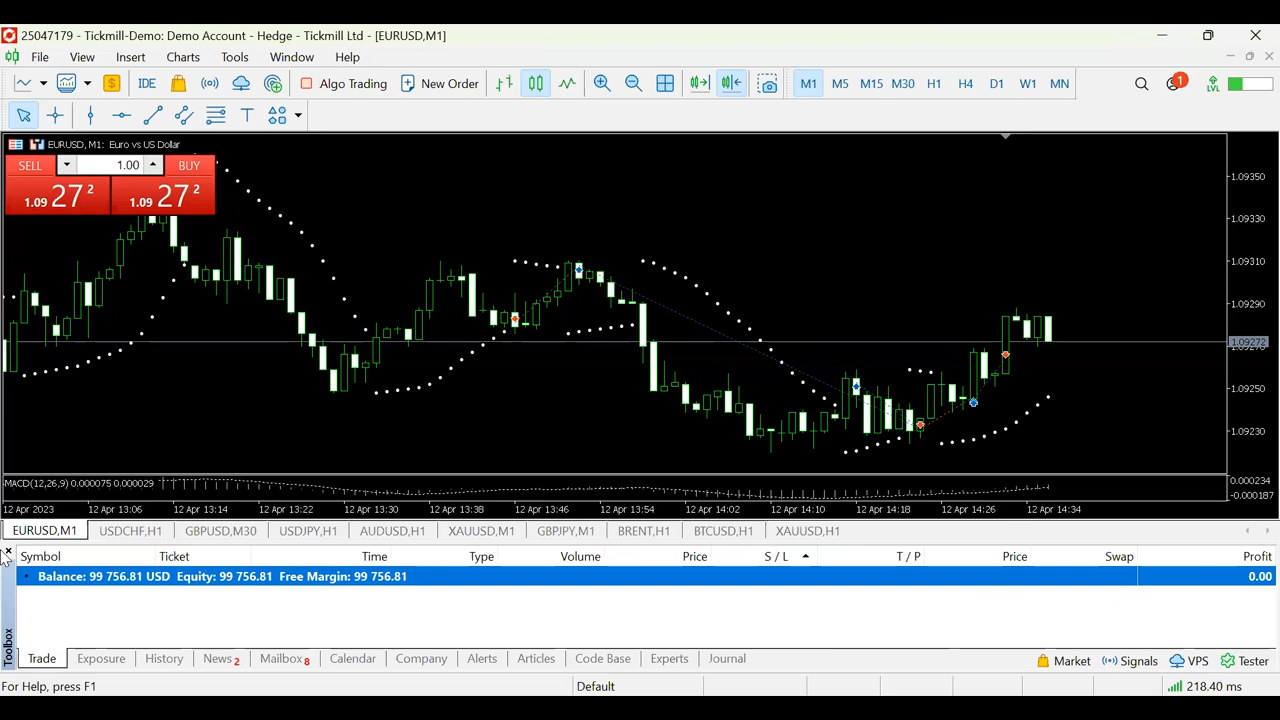 25047179 - Tickmill-Demo: Demo Account - Hedge - Tickmill Ltd - [EURUSD,M1]
File View Insert Charts Tools Window Help
IDE Algo Trading New Order M1 M5 M15 M30 H1 H4 D1 W1 MN 1 LVL
EURUSD, M1: Euro vs US Dollar
SELL 1.00 BUY
1.09 27 2 1.09 27 2
1.09350
1.09330
1.09310
1.09290
1.09272
1.09250
1.09230
MACD(12,26,9) 0.000075 0.000029
0.000234
-0.000187
12 Apr 2023 12 Apr 13:06 12 Apr 13:14 12 Apr 13:22 12 Apr 13:30 12 Apr 13:38 12 Apr 13:46 12 Apr 13:54 12 Apr 14:02 12 Apr 14:10 12 Apr 14:18 12 Apr 14:26 12 Apr 14:34
EURUSD,M1 USDCHF,H1 GBPUSD,M30 USDJPY,H1 AUDUSD,H1 XAUUSD,M1 GBPJPY,M1 BRENT,H1 BTCUSD,H1 XAUUSD,H1
Symbol Ticket Time Type Volume Price S / L T / P Price Swap Profit
Balance: 99 756.81 USD Equity: 99 756.81 Free Margin: 99 756.81 0.00
Toolbox
Trade Exposure History News 2 Mailbox 8 Calendar Company Alerts Articles Code Base Experts Journal Market Signals VPS Tester
For Help, press F1 Default 218.40 ms